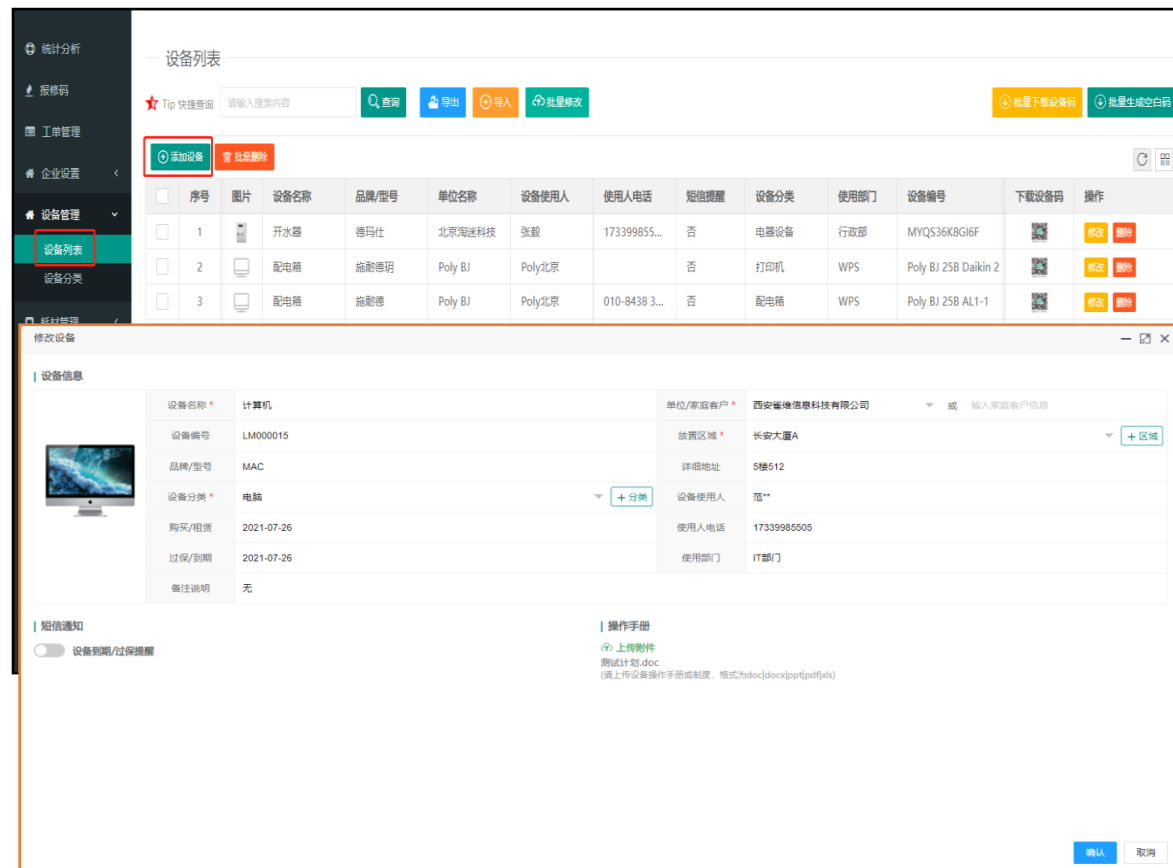 统计分析
报修码
工单管理
企业设置
设备管理
设备列表
设备分类
耗材管理
设备列表
Tip 快捷查询 请输入搜索内容 查询 导出 导入 批量修改 批量下载设备码 批量生成空白码
添加设备 批量删除
序号 图片 设备名称 品牌/型号 单位名称 设备使用人 使用人电话 短信提醒 设备分类 使用部门 设备编号 下载设备码 操作
1 开水器 德玛仕 北京淘迷科技 张毅 173399855... 否 电器设备 行政部 MYQS36K8GI6F 修改 删除
2 配电箱 施耐德玥 Poly BJ Poly北京 否 打印机 WPS Poly BJ 25B Daikin 2 修改 删除
3 配电箱 施耐德 Poly BJ Poly北京 010-8438 3... 否 配电箱 WPS Poly BJ 25B AL1-1 修改 删除
修改设备
设备信息
设备名称 * 计算机 单位/家庭客户 * 西安雀维信息科技有限公司 或 输入家庭客户信息
设备编号 LM000015 放置区域 * 长安大厦A +区域
品牌/型号 MAC 详细地址 5楼512
设备分类 * 电脑 +分类 设备使用人 范**
购买/租赁 2021-07-26 使用人电话 17339985505
过保/到期 2021-07-26 使用部门 IT部门
备注说明 无
短信通知 操作手册
设备到期/过保提醒 上传附件
测试计划.doc
(请上传设备操作手册或制度，格式为doc|docx|ppt|pdf|xls)
确认 取消